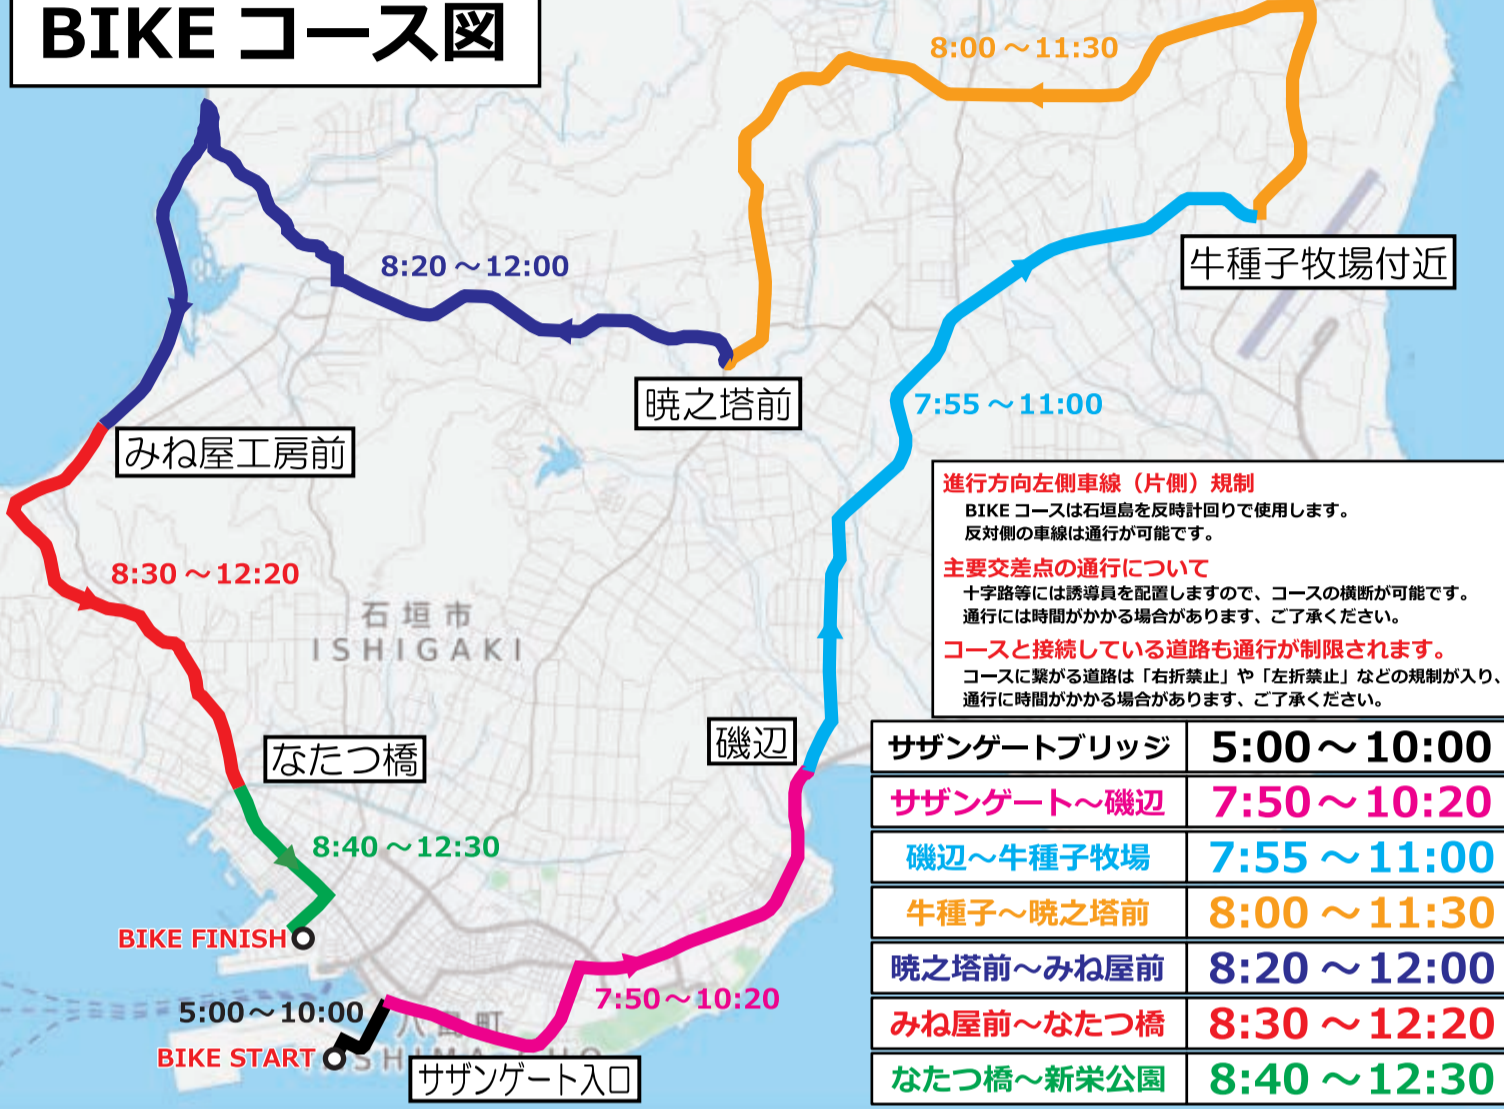 BIKE コース図
8:00～11:30
8:20～12:00
牛種子牧場付近
暁之塔前
7:55～11:00
みね屋工房前
8:30～12:20
石垣市
ISHIGAKI
進行方向左側車線（片側）規制
BIKE コースは石垣島を反時計回りで使用します。
反対側の車線は通行が可能です。
主要交差点の通行について
十字路等には誘導員を配置しますので、コースの横断が可能です。
通行には時間がかかる場合があります、ご了承ください。
コースと接続している道路も通行が制限されます。
コースに繋がる道路は「右折禁止」や「左折禁止」などの規制が入り、
通行に時間がかかる場合があります、ご了承ください。
磯辺
なたつ橋
8:40～12:30
BIKE FINISH
5:00～10:00
7:50～10:20
BIKE START
サザンゲート入口
サザンゲートブリッジ 5:00～10:00
サザンゲート～磯辺 7:50～10:20
磯辺～牛種子牧場 7:55～11:00
牛種子～暁之塔前 8:00～11:30
暁之塔前～みね屋前 8:20～12:00
みね屋前～なたつ橋 8:30～12:20
なたつ橋～新栄公園 8:40～12:30